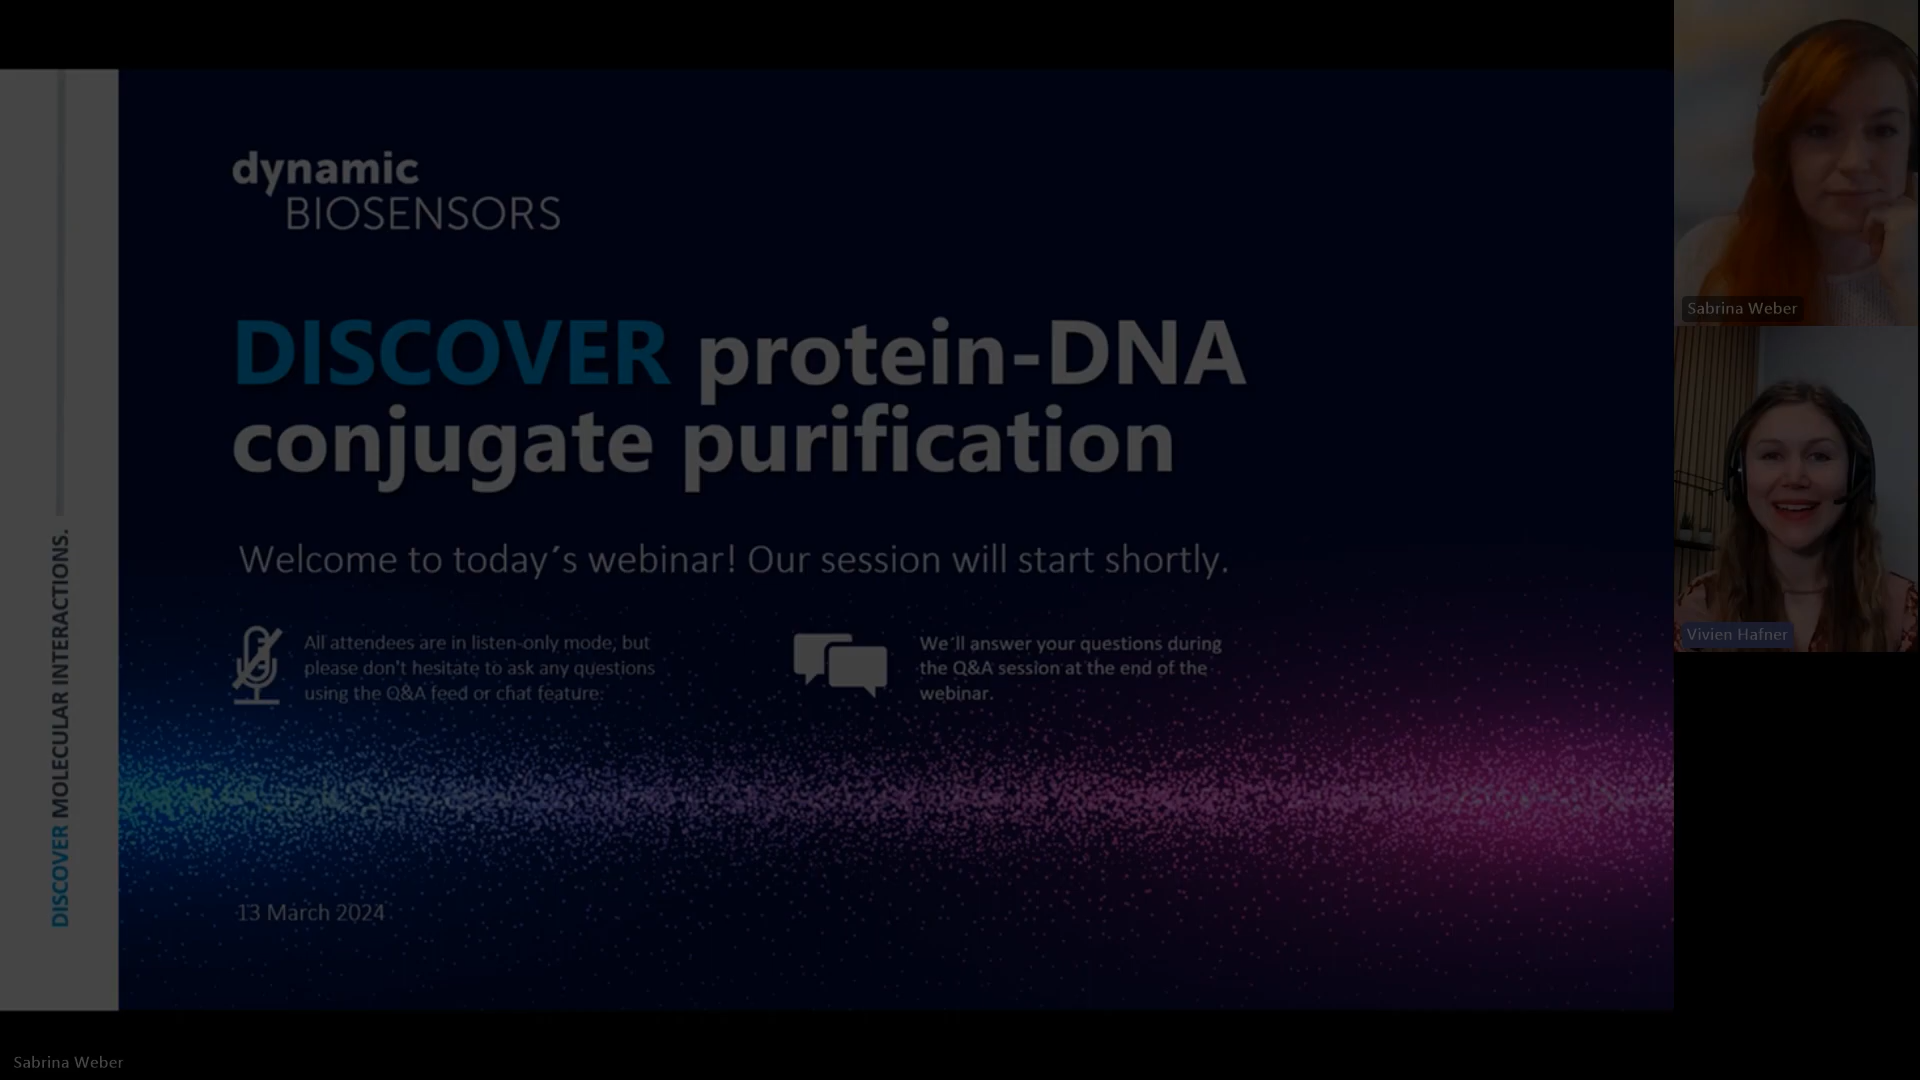 dynamic
BIOSENSORS
DISCOVER protein-DNA
conjugate purification
Welcome to today´s webinar! Our session will start shortly.
All attendees are in listen-only mode, but
please don't hesitate to ask any questions
using the Q&A feed or chat feature.
We´ll answer your questions during
the Q&A session at the end of the
webinar.
13 March 2024
DISCOVER MOLECULAR INTERACTIONS.
Sabrina Weber
Vivien Hafner
Sabrina Weber